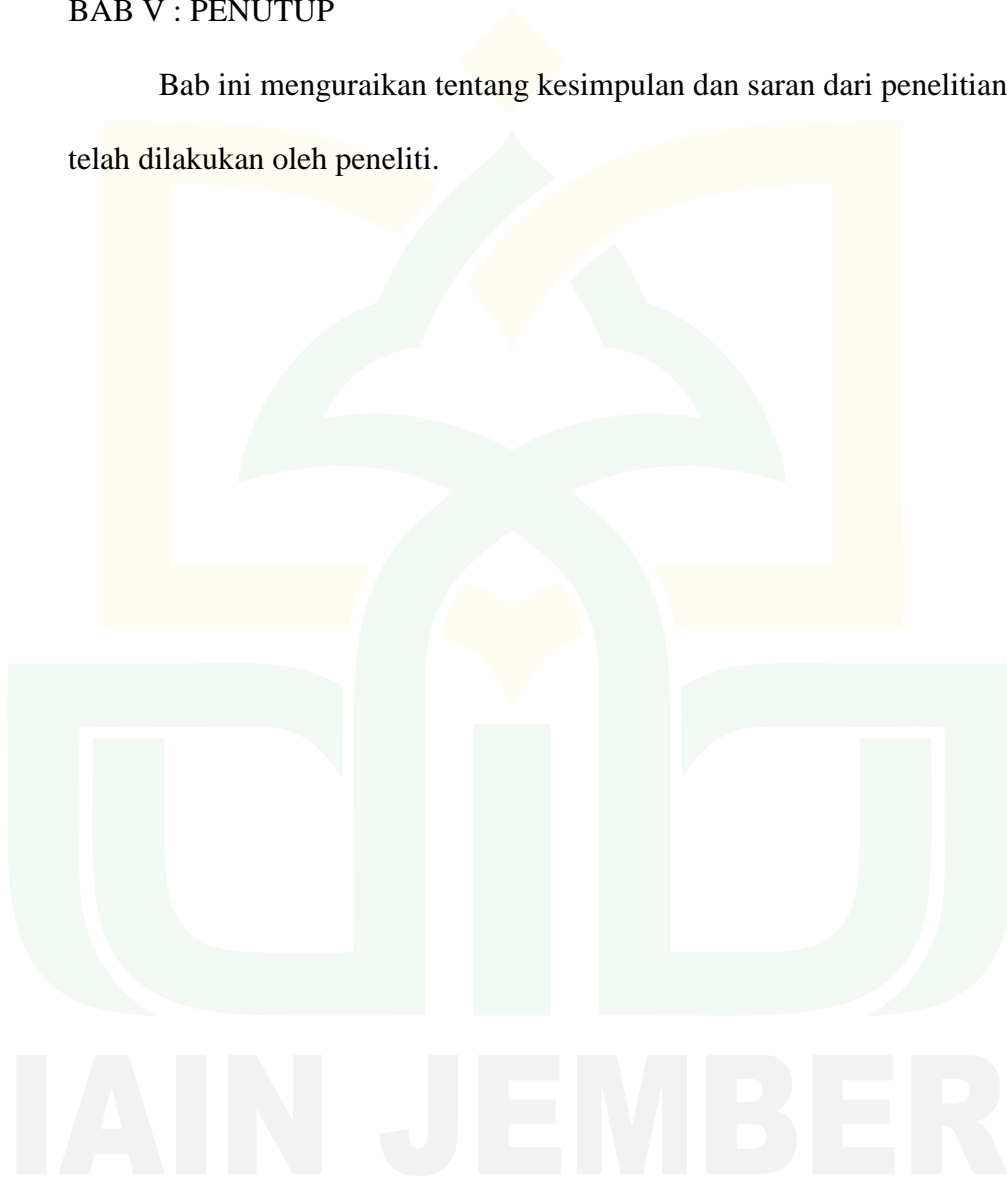 BAB V : PENUTUP
Bab ini menguraikan tentang kesimpulan dan saran dari penelitian
telah dilakukan oleh peneliti.
IAIN JEMBER